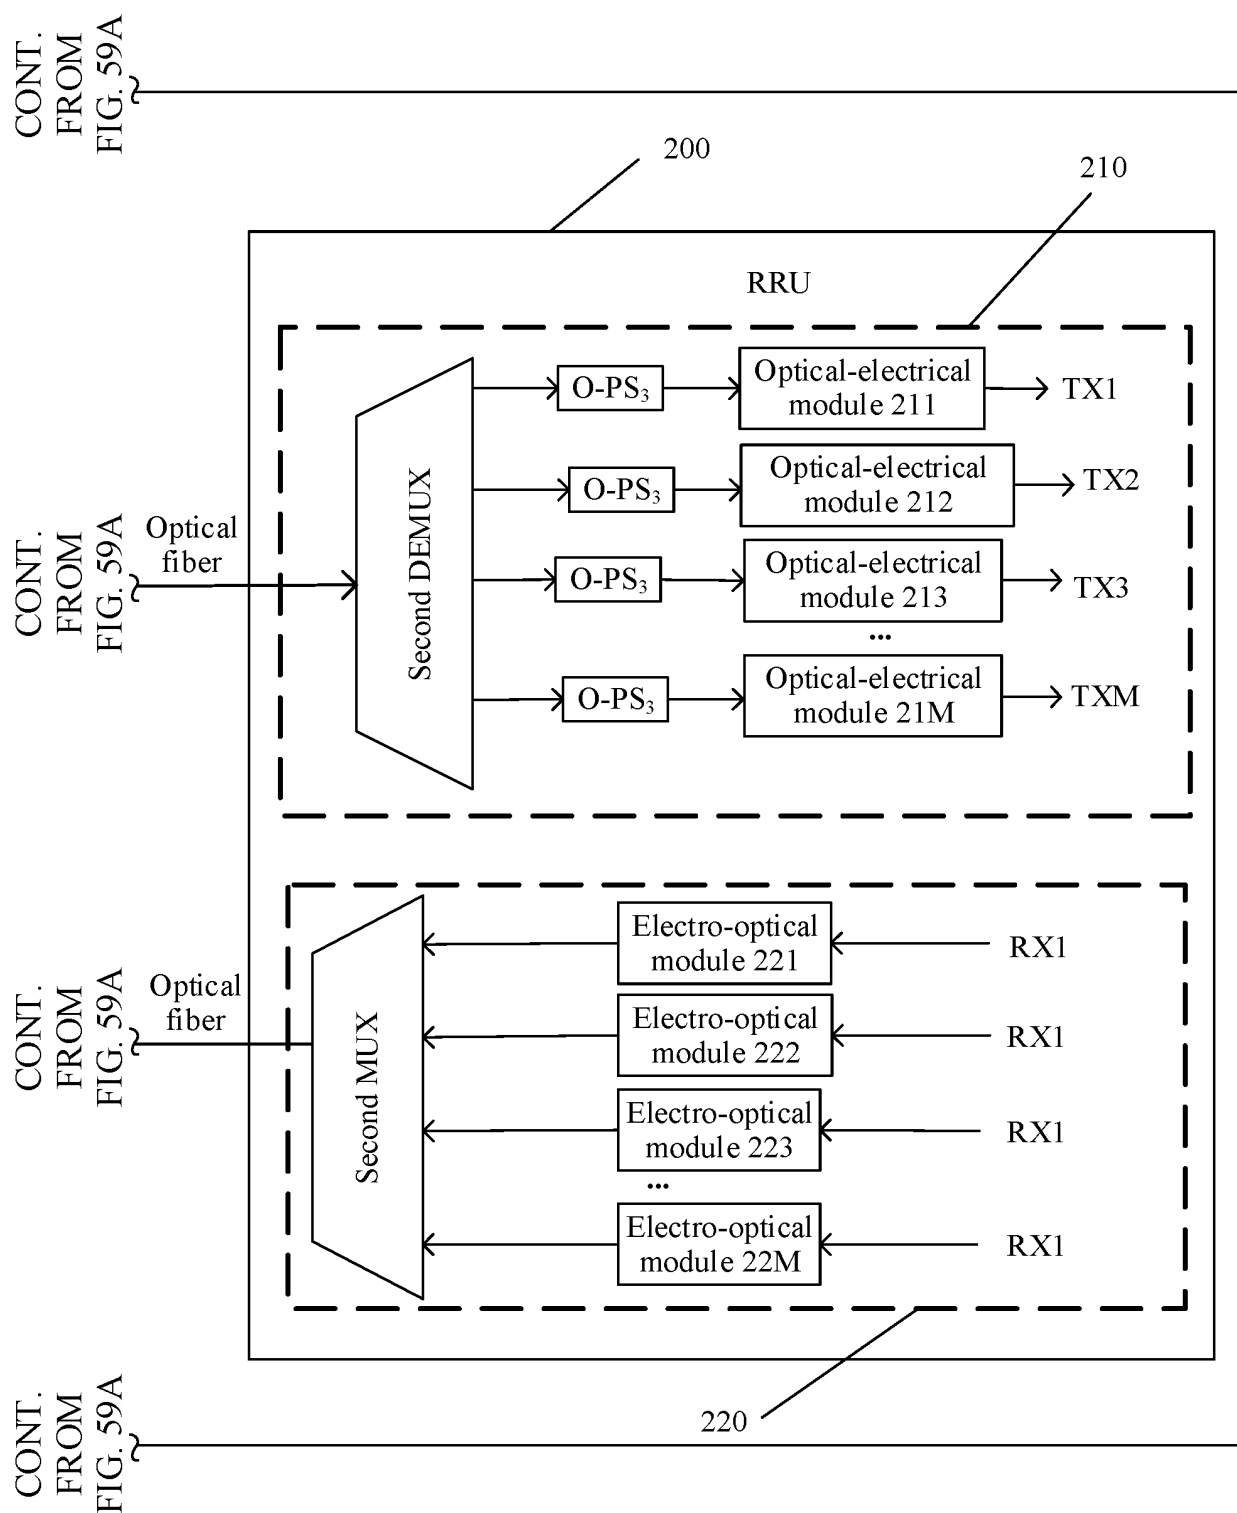 CONT.
FROM
FIG. 59A
200
210
RRU
O-PS3
Optical-electrical
module 211
TX1
O-PS3
Optical-electrical
module 212
TX2
CONT.
FROM
FIG. 59A
Optical
fiber
Second DEMUX
O-PS3
Optical-electrical
module 213
TX3
...
O-PS3
Optical-electrical
module 21M
TXM
Electro-optical
module 221
RX1
CONT.
FROM
FIG. 59A
Optical
fiber
Second MUX
Electro-optical
module 222
RX1
Electro-optical
module 223
RX1
...
Electro-optical
module 22M
RX1
220
CONT.
FROM
FIG. 59A